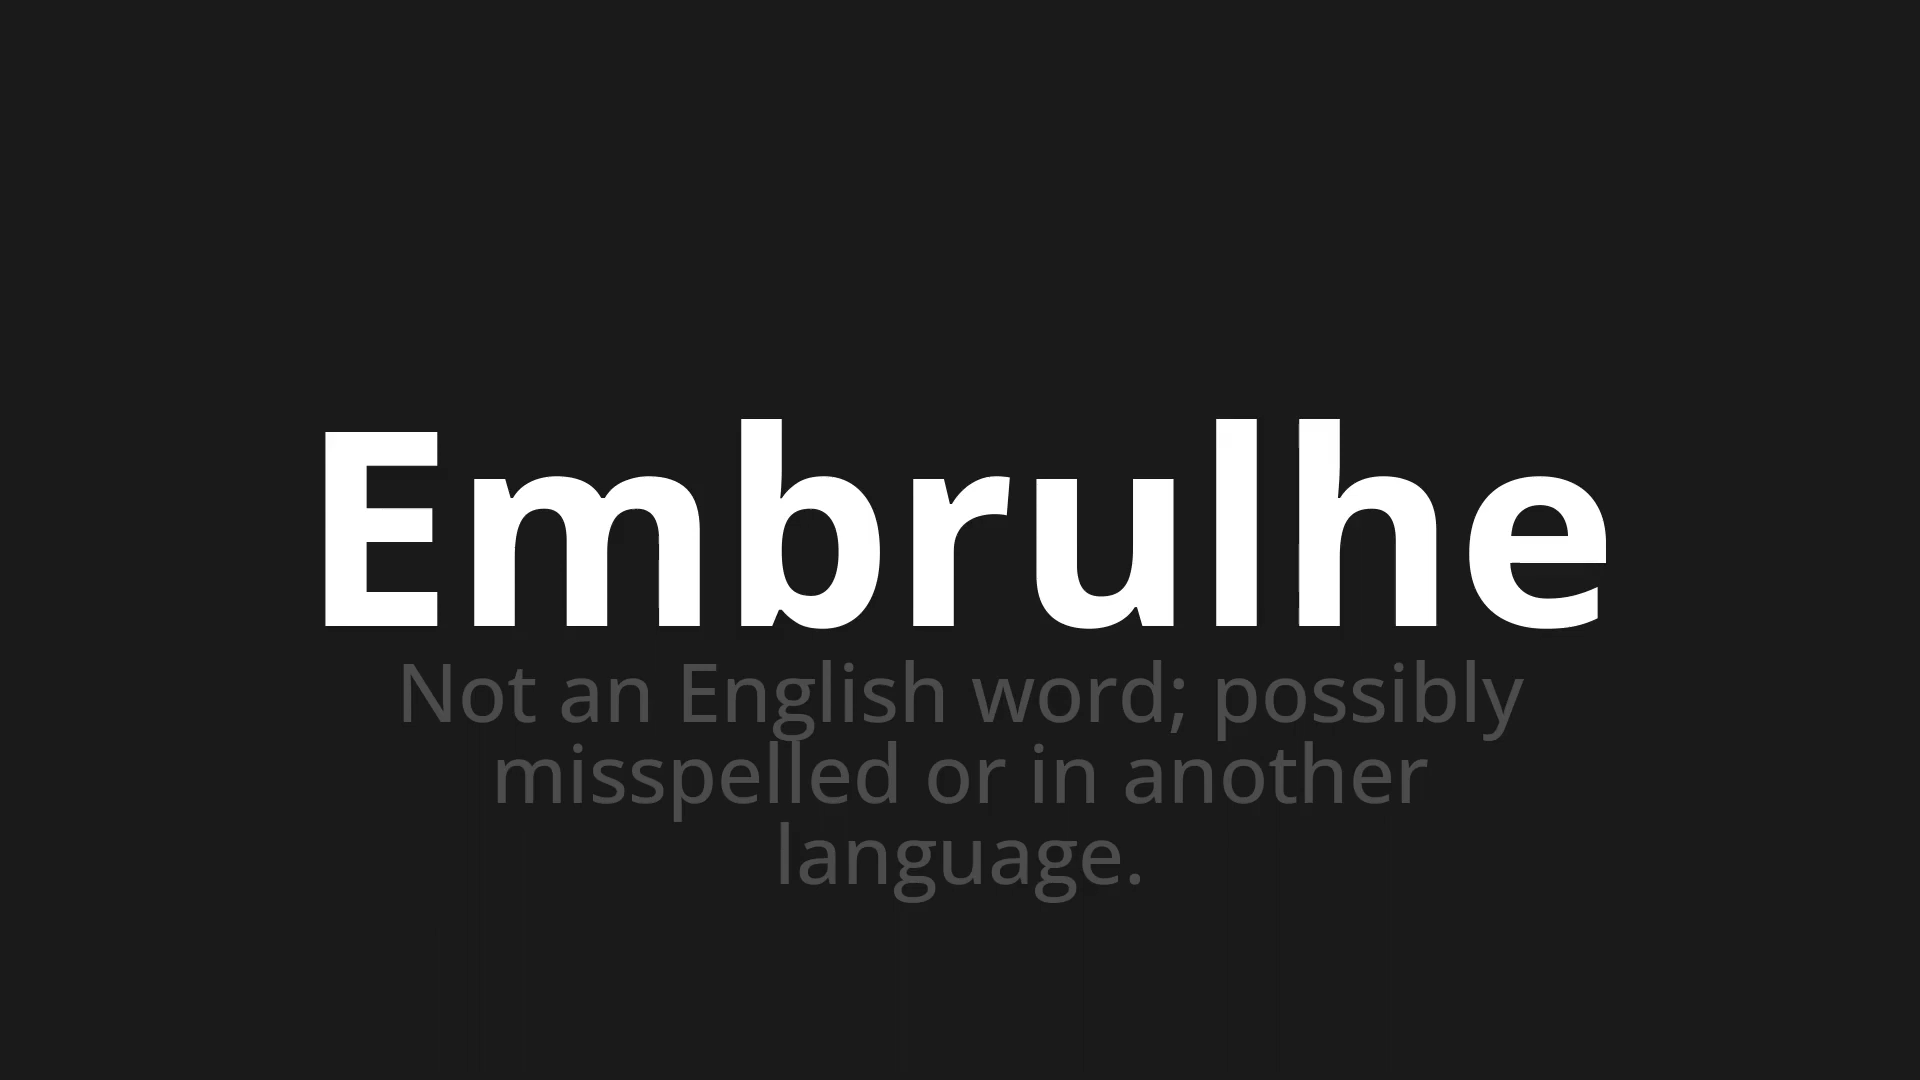 Embrulhe
Not an English word; possibly
misspelled or in another
language.